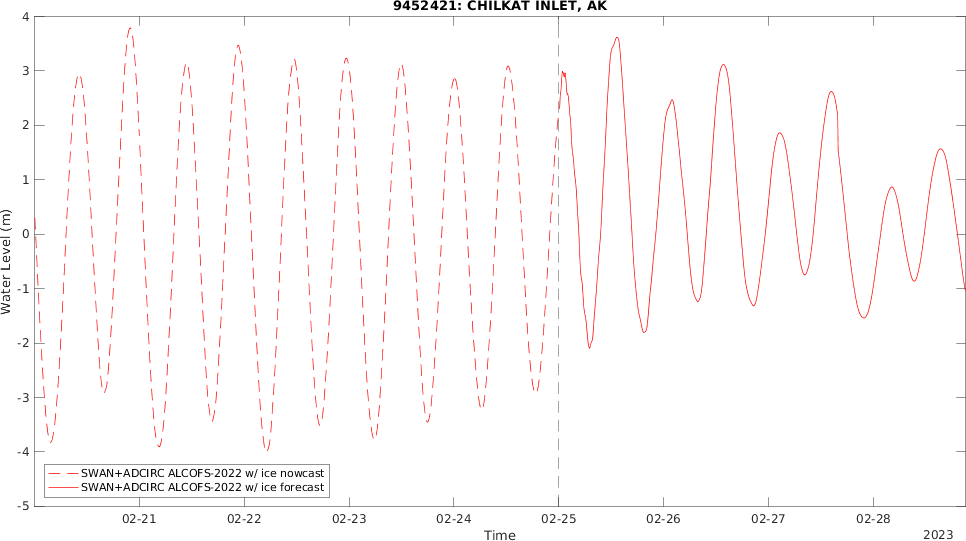 9452421: CHILKAT INLET, AK
4
3
2
1
0
-1
-2
-3
-4
-5
Water Level (m)
SWAN+ADCIRC ALCOFS-2022 w/ ice nowcast
SWAN+ADCIRC ALCOFS-2022 w/ ice forecast
02-21 02-22 02-23 02-24 02-25 02-26 02-27 02-28
Time
2023